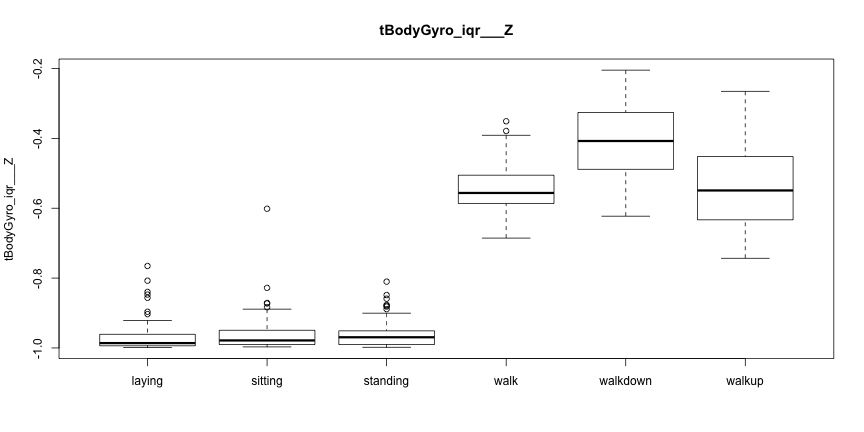 tBodyGyro_iqr___Z
tBodyGyro_iqr___Z
-0.2
-0.4
-0.6
-0.8
-1.0
laying sitting standing walk walkdown walkup